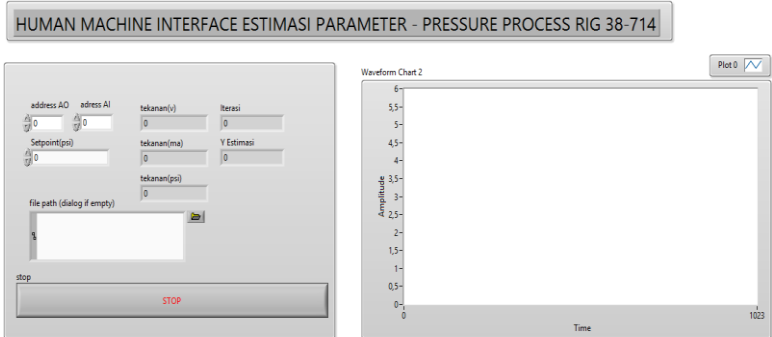 HUMAN MACHINE INTERFACE ESTIMASI PARAMETER - PRESSURE PROCESS RIG 38-714
address AO adress AI tekanan(v) Iterasi
0 0 0 0
Setpoint(psi) tekanan(ma) Y Estimasi
0 0 0
tekanan(psi)
0
file path (dialog if empty)
%
stop
STOP
Waveform Chart 2
Plot 0
6
5,5
5
4,5
4
3,5
3
2,5
2
1,5
1
0,5
0
Amplitude
0 1023
Time